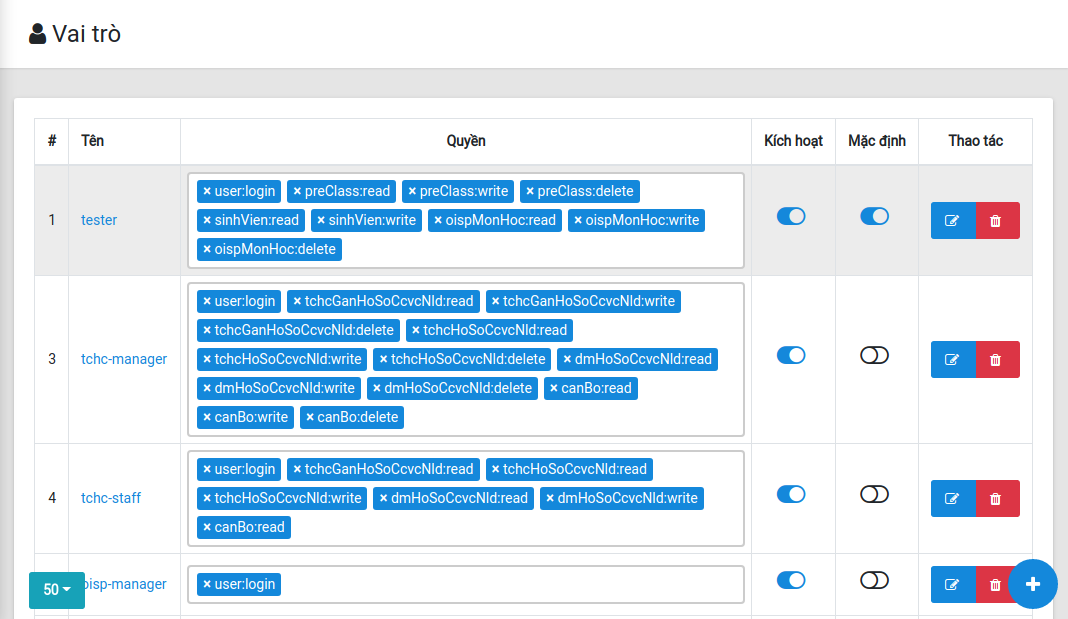 Vai trò
# Tên Quyền Kích hoạt Mặc định Thao tác
× user:login × preClass:read × preClass:write × preClass:delete
1 tester × sinhVien:read × sinhVien:write × oispMonHoc:read × oispMonHoc:write
× oispMonHoc:delete
× user:login × tchcGanHoSoCcvcNld:read × tchcGanHoSoCcvcNld:write
× tchcGanHoSoCcvcNld:delete × tchcHoSoCcvcNld:read
3 tchc-manager × tchcHoSoCcvcNld:write × tchcHoSoCcvcNld:delete × dmHoSoCcvcNld:read
× dmHoSoCcvcNld:write × dmHoSoCcvcNld:delete × canBo:read
× canBo:write × canBo:delete
× user:login × tchcGanHoSoCcvcNld:read × tchcHoSoCcvcNld:read
4 tchc-staff × tchcHoSoCcvcNld:write × dmHoSoCcvcNld:read × dmHoSoCcvcNld:write
× canBo:read
50 oisp-manager × user:login +